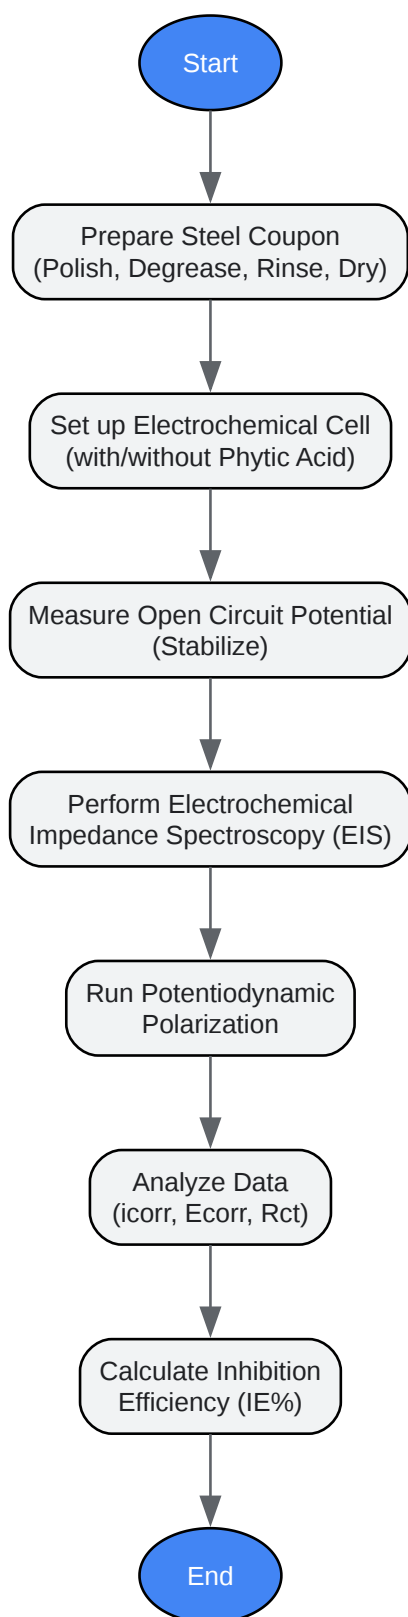 Start
Prepare Steel Coupon
(Polish, Degrease, Rinse, Dry)
Set up Electrochemical Cell
(with/without Phytic Acid)
Measure Open Circuit Potential
(Stabilize)
Perform Electrochemical
Impedance Spectroscopy (EIS)
Run Potentiodynamic
Polarization
Analyze Data
(icorr, Ecorr, Rct)
Calculate Inhibition
Efficiency (IE%)
End